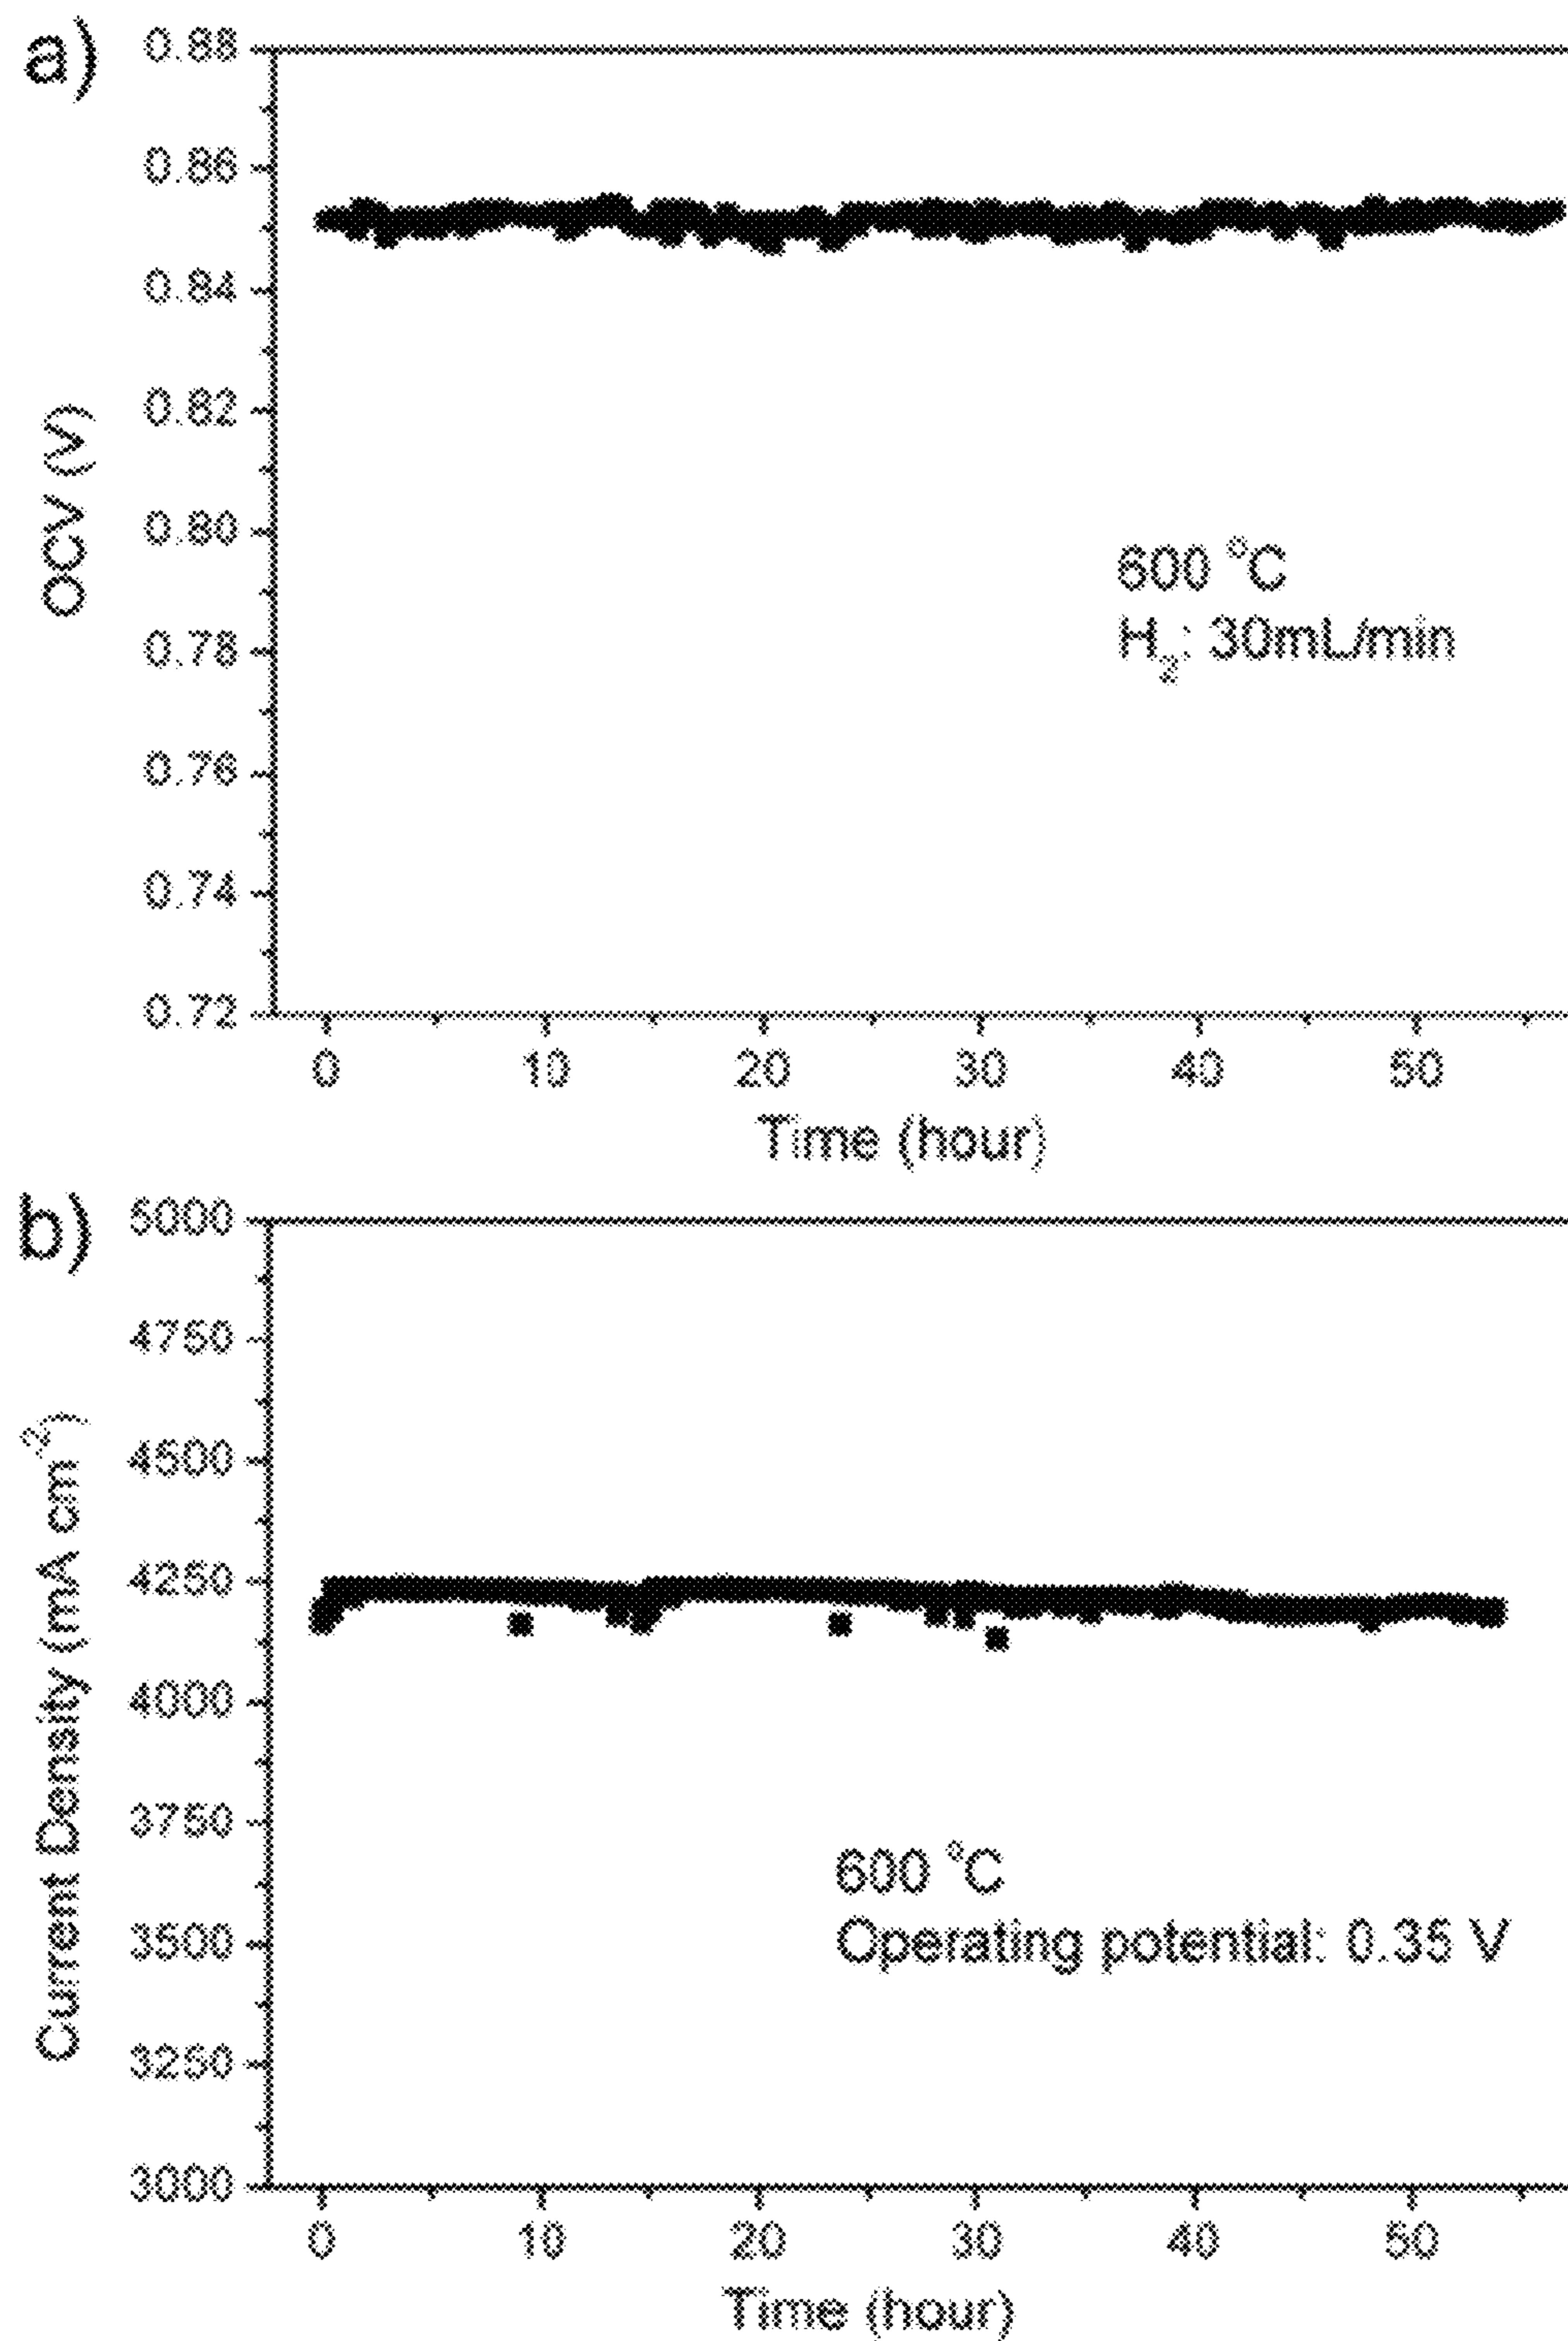 a)
0.88
0.86
0.84
0.82
0.80
0.78
0.76
0.74
0.72
OCV (V)
600 °C
H₂: 30mL/min
0 10 20 30 40 50
Time (hour)
b)
5000
4750
4500
4250
4000
3750
3500
3250
3000
Current Density (mA cm⁻²)
600 °C
Operating potential: 0.35 V
0 10 20 30 40 50
Time (hour)